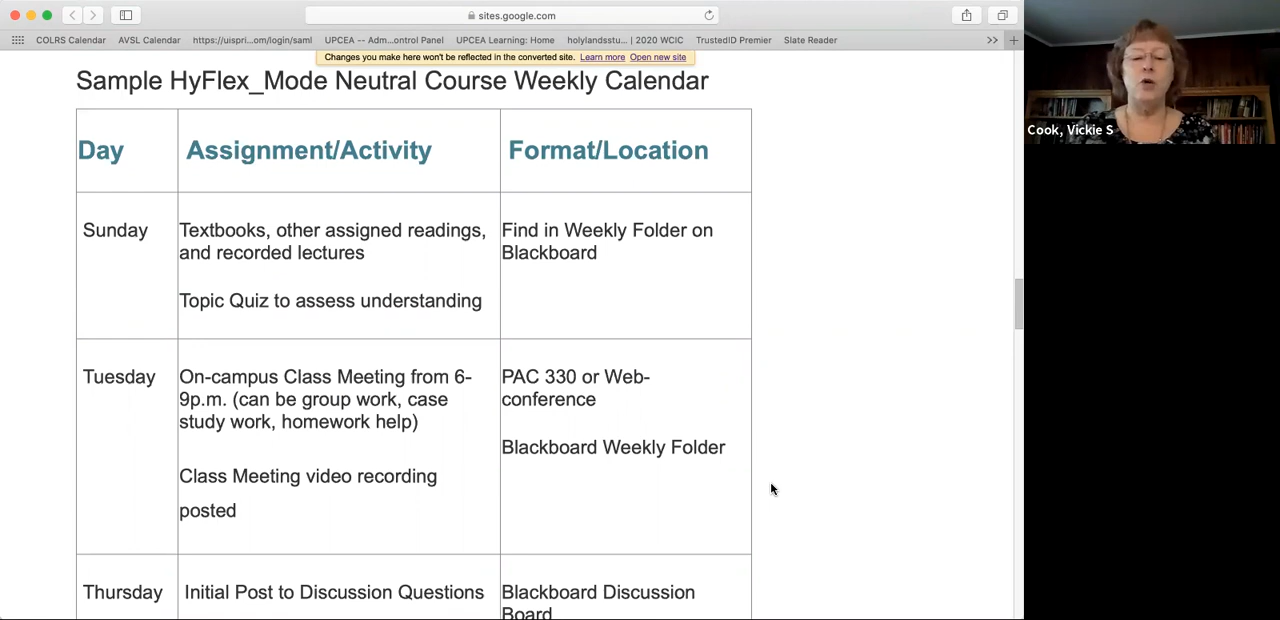 sites.google.com
COLRS Calendar AVSL Calendar https://uispri...om/login/saml UPCEA -- Adm...ontrol Panel UPCEA Learning: Home holylandsstu... | 2020 WCIC TrustedID Premier Slate Reader >> +
Changes you make here won't be reflected in the converted site. Learn more Open new site
Sample HyFlex_Mode Neutral Course Weekly Calendar
Cook, Vickie S
Day Assignment/Activity Format/Location
Sunday Textbooks, other assigned readings, Find in Weekly Folder on
and recorded lectures Blackboard
Topic Quiz to assess understanding
Tuesday On-campus Class Meeting from 6- PAC 330 or Web-
9p.m. (can be group work, case conference
study work, homework help)
Blackboard Weekly Folder
Class Meeting video recording
posted
Thursday Initial Post to Discussion Questions Blackboard Discussion
Board